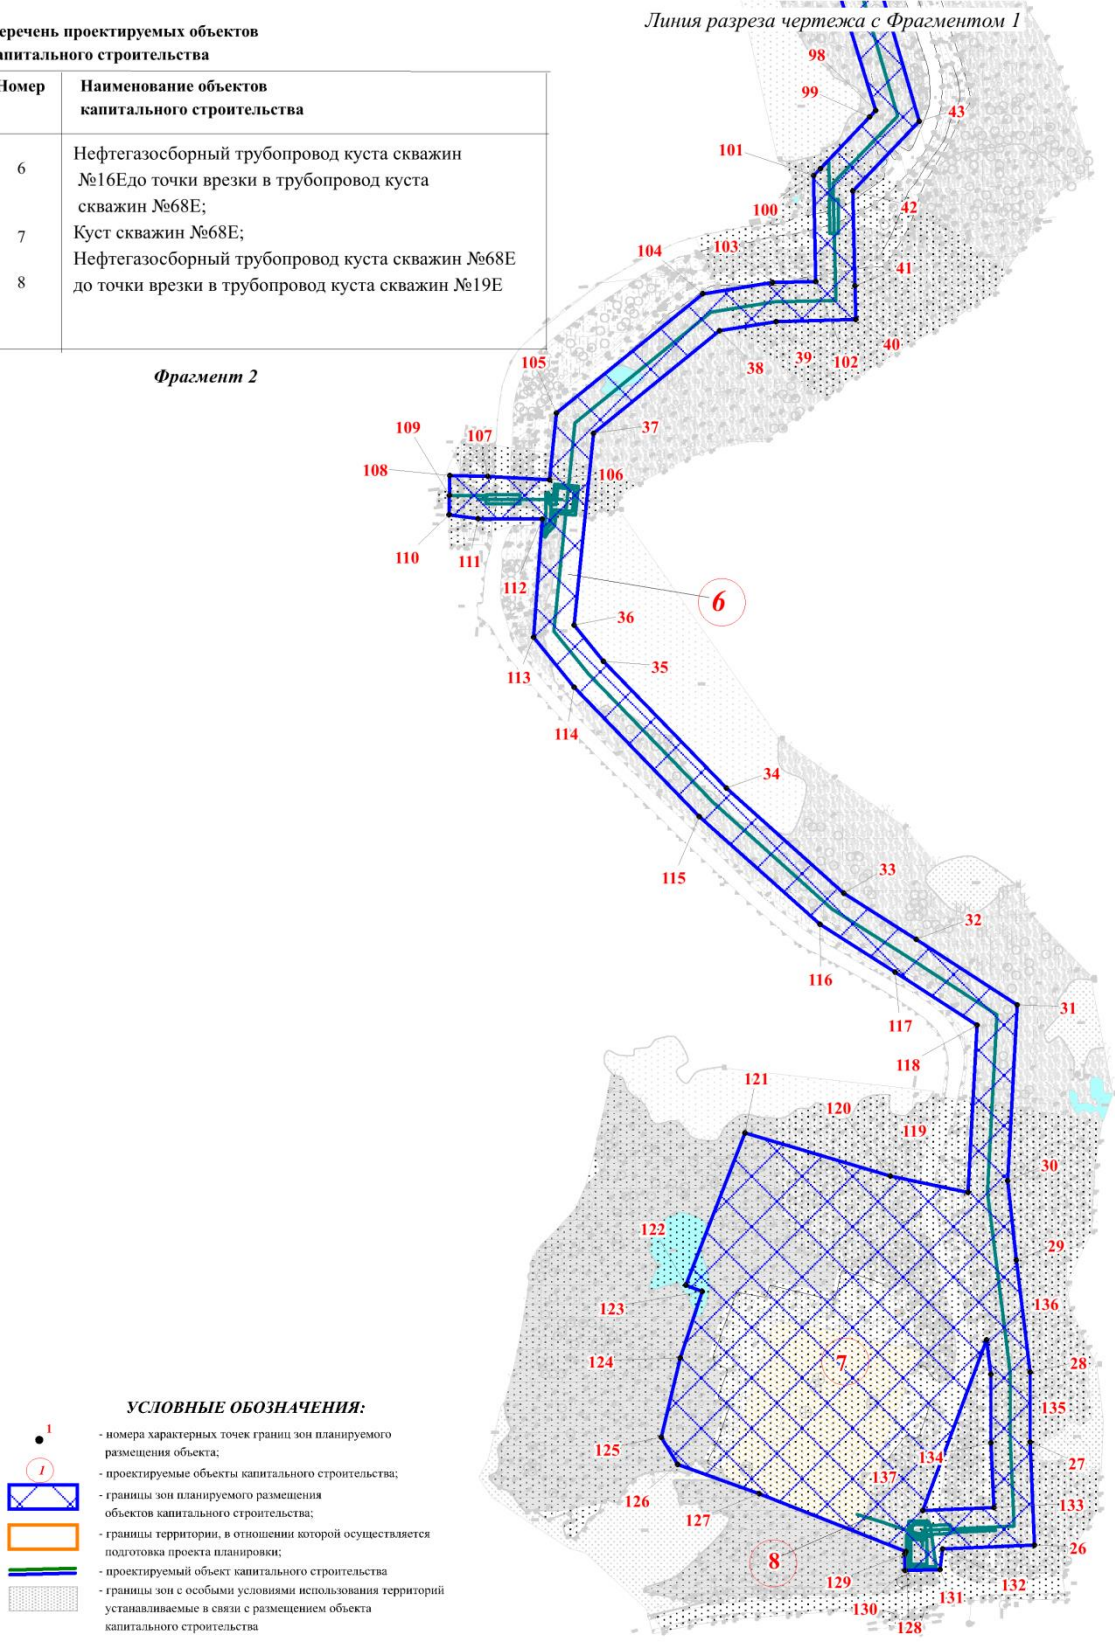 Линия разреза чертежа с Фрагментом 1
еречень проектируемых объектов
апитального строительства
Номер
Наименование объектов
капитального строительства
6
Нефтегазосборный трубопровод куста скважин
№16Едо точки врезки в трубопровод куста
скважин №68Е;
7
Куст скважин №68Е;
8
Нефтегазосборный трубопровод куста скважин №68Е
до точки врезки в трубопровод куста скважин №19Е
Фрагмент 2
98
99
43
101
100
42
103
104
41
40
39
102
38
105
37
109
107
108
106
110
111
112
6
36
35
113
114
34
115
33
32
116
31
117
118
121
120
119
30
122
29
123
136
124
7
28
135
125
134
27
137
126
133
127
26
8
129
132
131
130
128
УСЛОВНЫЕ ОБОЗНАЧЕНИЯ:
1
- номера характерных точек границ зон планируемого
размещения объекта;
1
- проектируемые объекты капитального строительства;
- границы зон планируемого размещения
объектов капитального строительства;
- границы территории, в отношении которой осуществляется
подготовка проекта планировки;
- проектируемый объект капитального строительства
- границы зон с особыми условиями использования территорий
устанавливаемые в связи с размещением объекта
капитального строительства